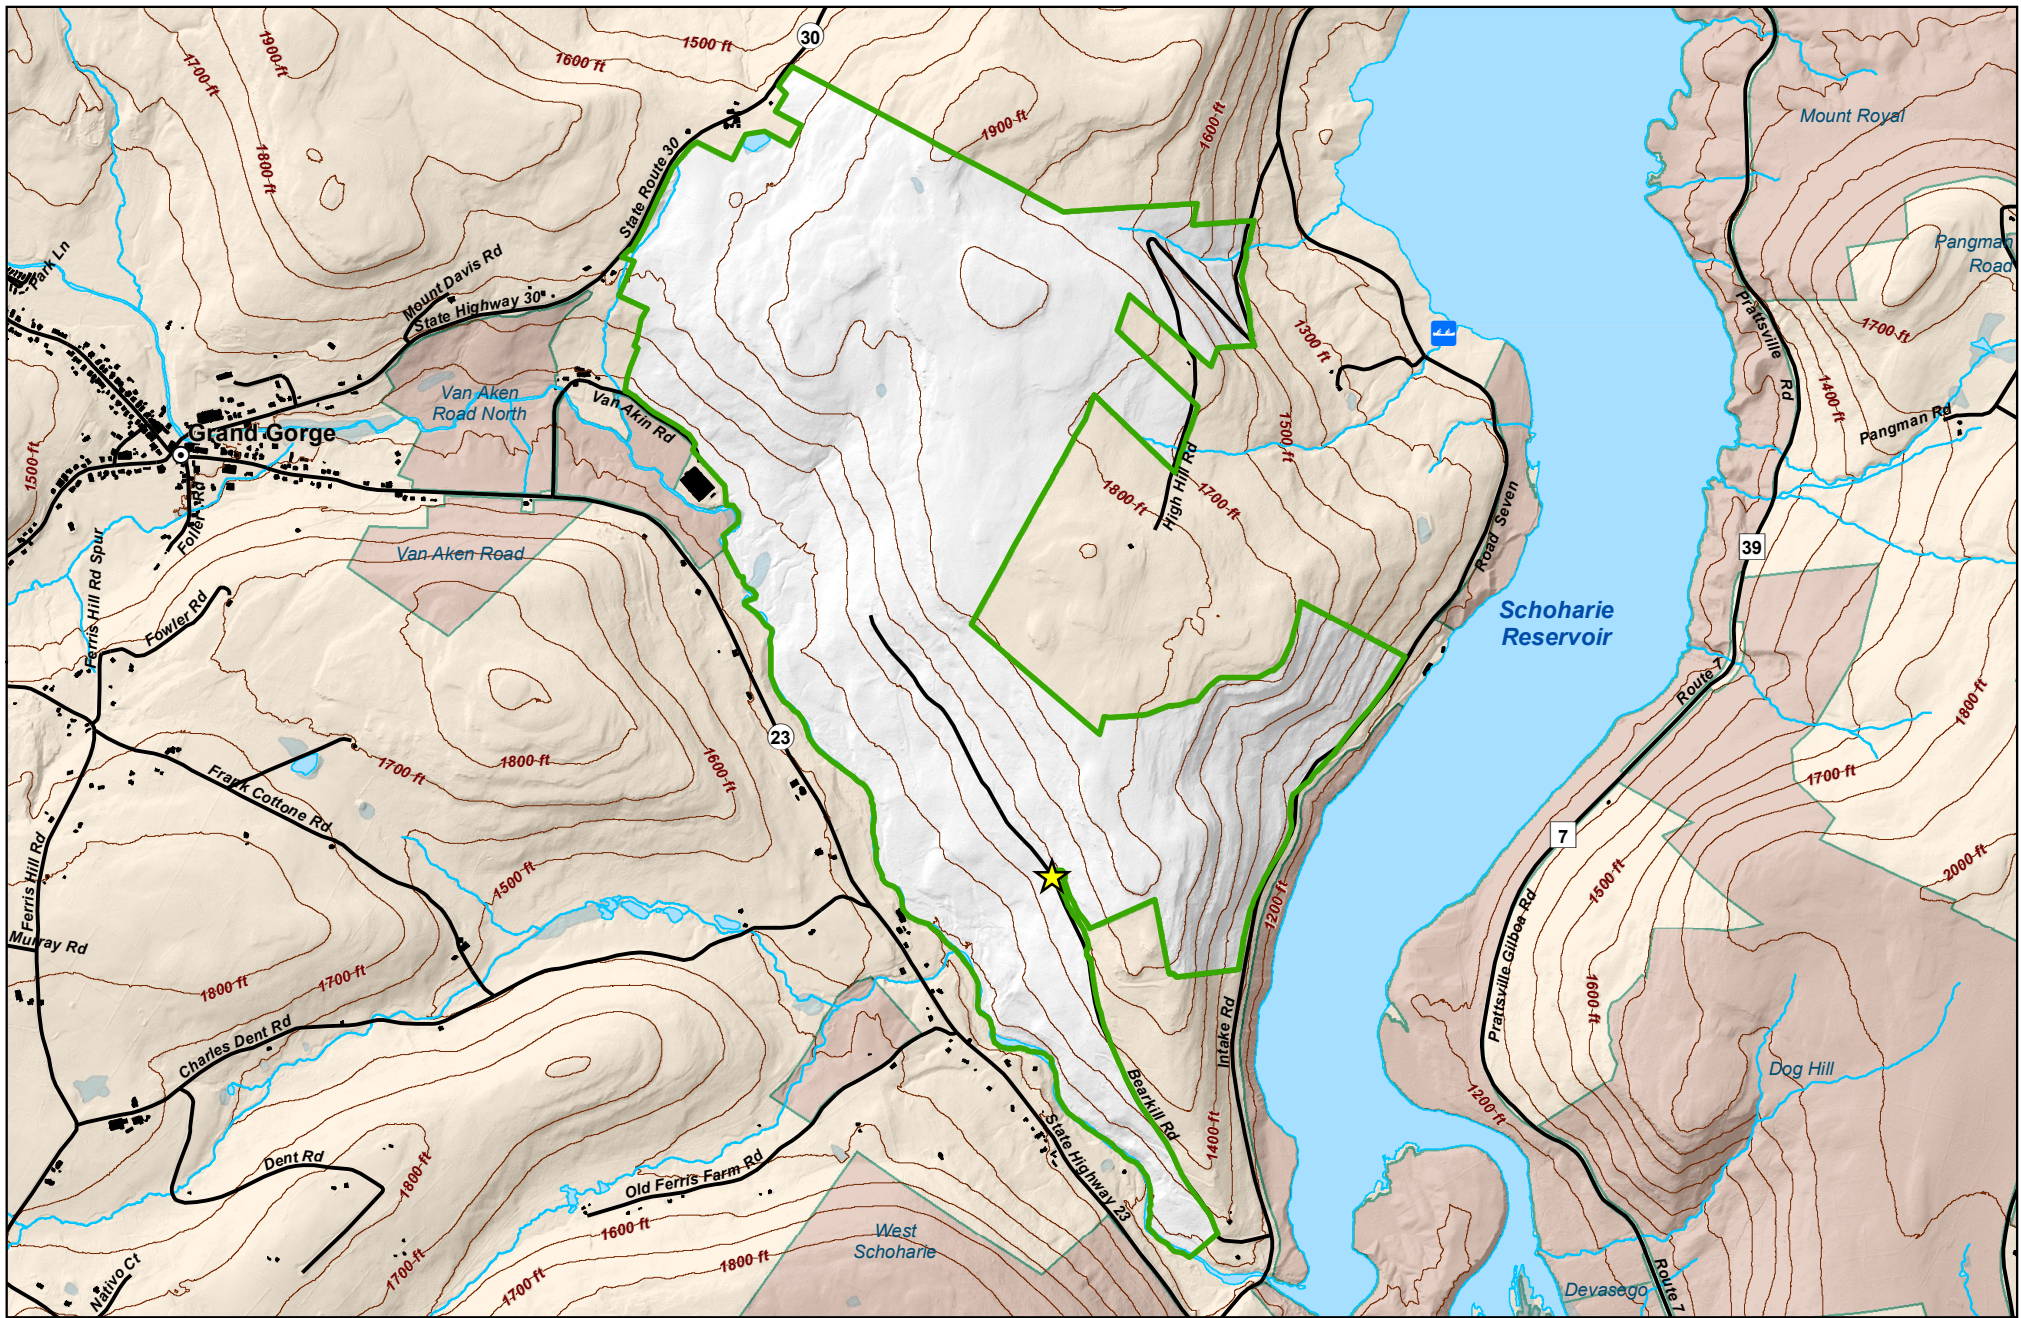 30
1500 ft
1600 ft
1900 ft
1700 ft
1800 ft
1900 ft
1600 ft
Mount Royal
State Route 30
Park Ln
Mount Davis Rd
State Highway 30
Pangman
Road
Prattsville
Rd
1700 ft
1300 ft
1400 ft
Van Aken
Road North
Van Akin Rd
Pangman Rd
Grand Gorge
1500 ft
1500 ft
High Hill Rd
1800 ft
1700 ft
Road Seven
Foller Rd
Van Aken Road
39
Ferris Hill Rd Spur
Fowler Rd
Schoharie
Reservoir
Route 7
1800 ft
23
1700 ft
1800 ft
1600 ft
1700 ft
Frank Cottone Rd
7
1500 ft
1500 ft
2000 ft
Ferris Hill Rd
1200 ft
Murray Rd
1800 ft
1700 ft
Prattsville Gilboa Rd
1600 ft
Charles Dent Rd
Intake Rd
Dog Hill
Bearkill Rd
1200 ft
1400 ft
State Highway 23
Dent Rd
1800 ft
Old Ferris Farm Rd
1600 ft
West
Schoharie
1800 ft
1700 ft
1700 ft
Nativo Ct
Devasego
Route 7